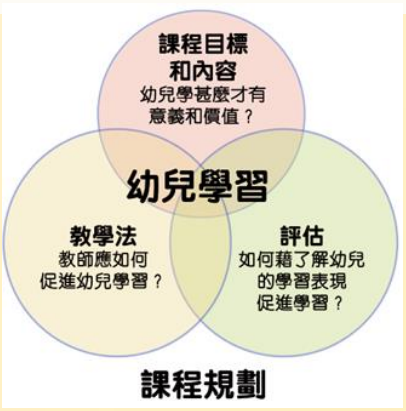 課程目標
和內容
幼兒學甚麼才有
意義和價值？
幼兒學習
教學法
教師應如何
促進幼兒學習？
評估
如何藉了解幼兒
的學習表現
促進學習？
課程規劃